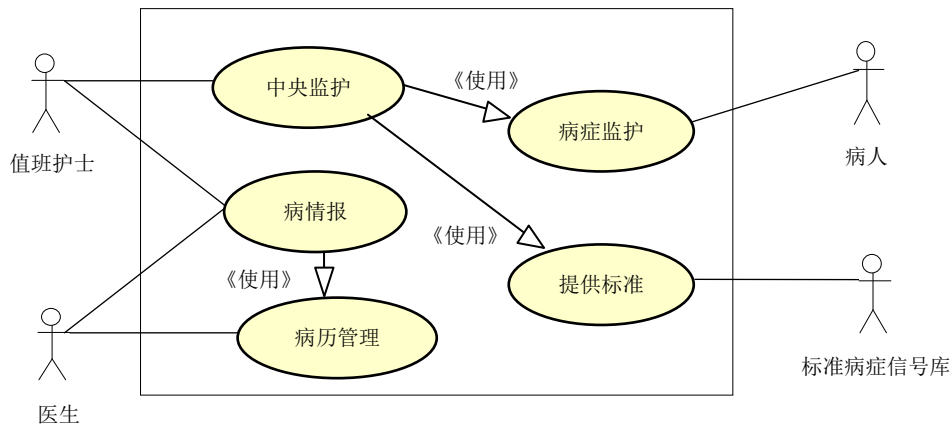 中央监护
《使用》
病症监护
值班护士
病人
病情报
《使用》
《使用》
提供标准
病历管理
标准病症信号库
医生